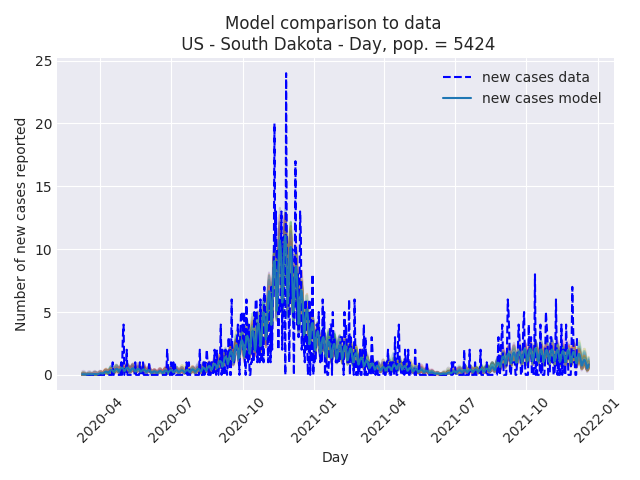 Model comparison to data
US - South Dakota - Day, pop. = 5424
Number of new cases reported
25
20
15
10
5
0
new cases data
new cases model
2020-04
2020-07
2020-10
2021-01
2021-04
2021-07
2021-10
2022-01
Day